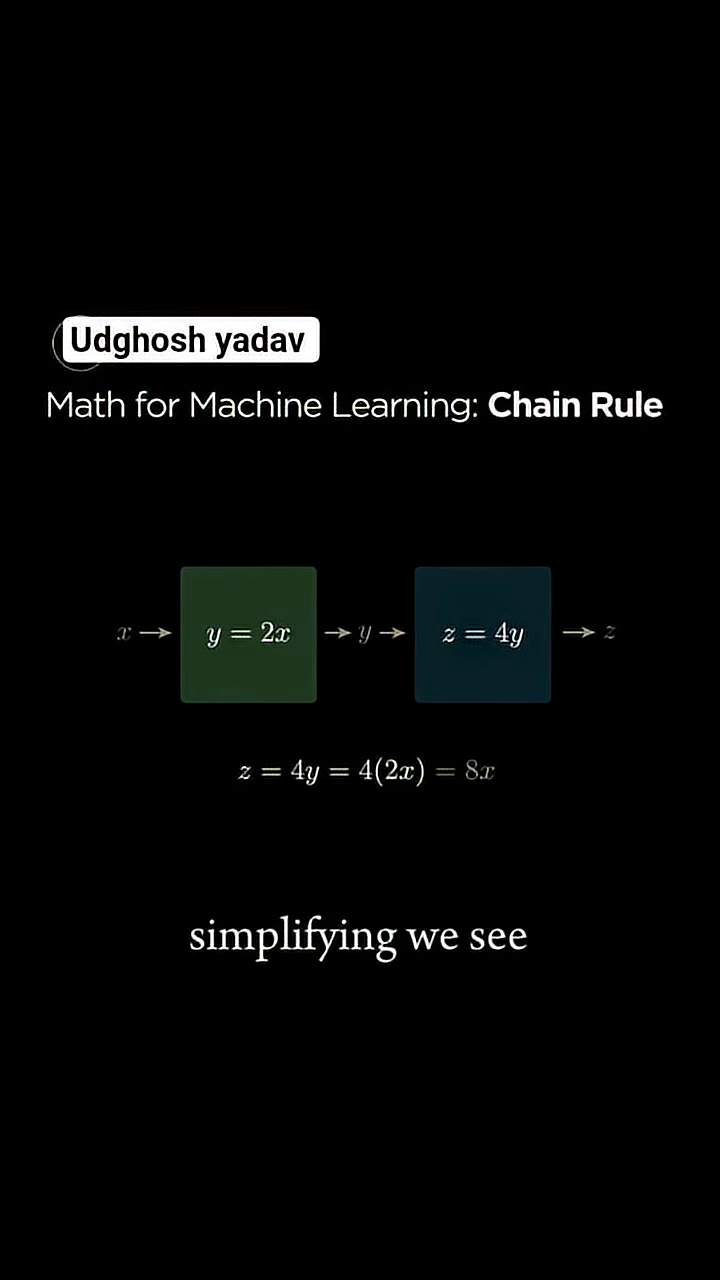 Udghosh yadav
Math for Machine Learning: Chain Rule
x → y = 2x → y → z = 4y → z
z = 4y = 4(2x) = 8x
simplifying we see